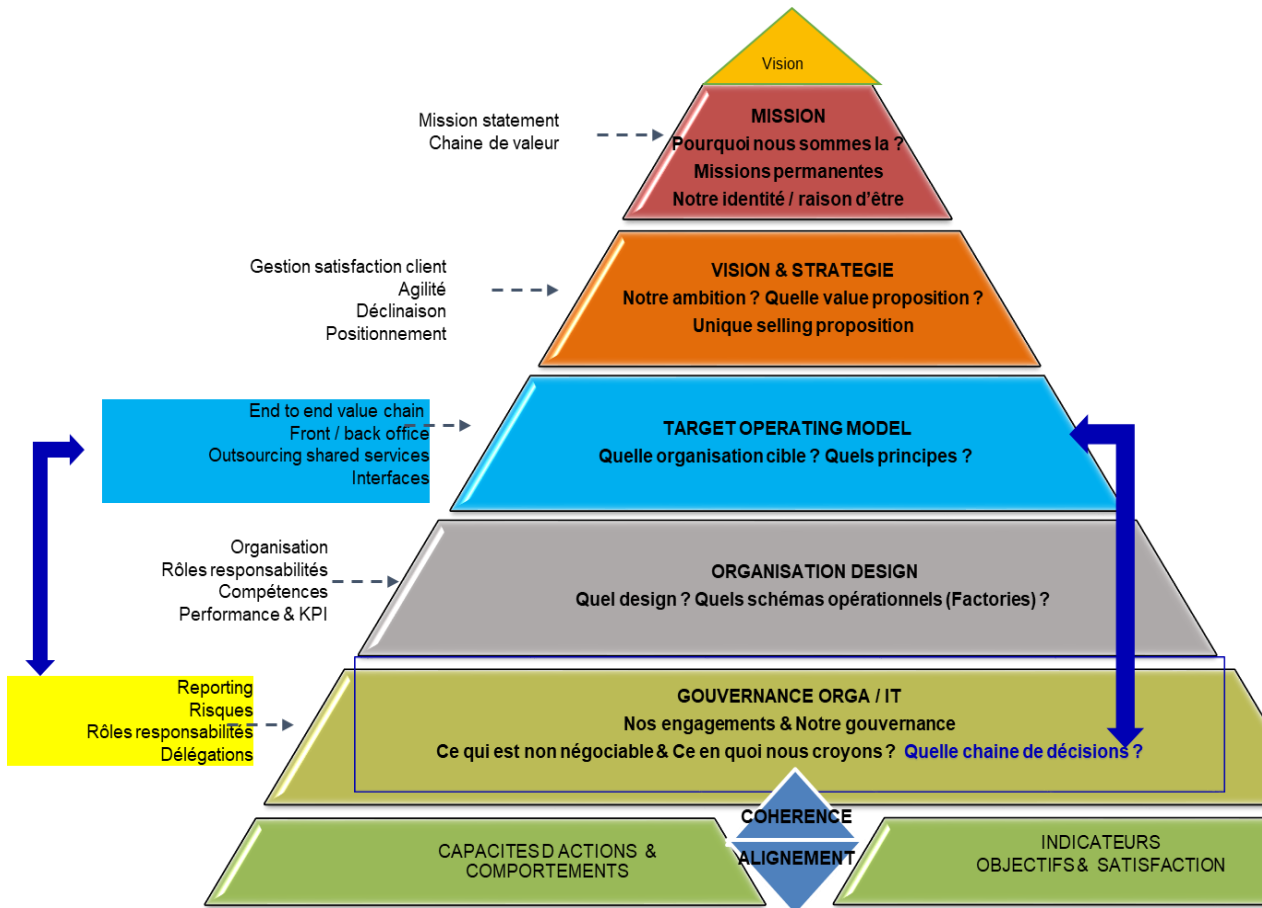 Vision
Mission statement
Chaine de valeur
MISSION
Pourquoi nous sommes la ?
Missions permanentes
Notre identité / raison d'être
Gestion satisfaction client
Agilité
Déclinaison
Positionnement
VISION & STRATEGIE
Notre ambition ? Quelle value proposition ?
Unique selling proposition
End to end value chain
Front / back office
Outsourcing shared services
Interfaces
TARGET OPERATING MODEL
Quelle organisation cible ? Quels principes ?
Organisation
Rôles responsabilités
Compétences
Performance & KPI
ORGANISATION DESIGN
Quel design ? Quels schémas opérationnels (Factories) ?
Reporting
Risques
Rôles responsabilités
Délégations
GOUVERNANCE ORGA / IT
Nos engagements & Notre gouvernance
Ce qui est non négociable & Ce en quoi nous croyons ? Quelle chaine de décisions ?
COHERENCE
ALIGNEMENT
CAPACITES D ACTIONS &
COMPORTEMENTS
INDICATEURS
OBJECTIFS & SATISFACTION